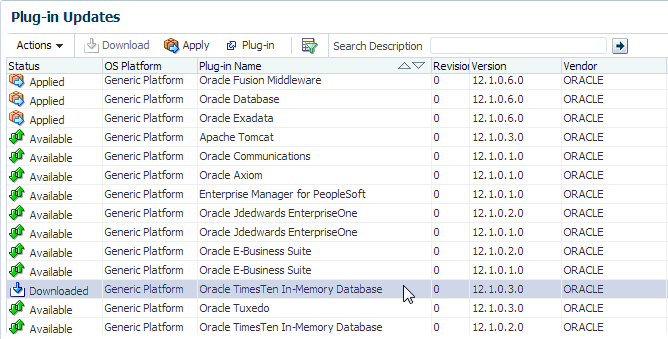 Plug-in Updates
Actions Download Apply Plug-in Search Description
Status OS Platform Plug-in Name Revision Version Vendor
Applied Generic Platform Oracle Fusion Middleware 0 12.1.0.6.0 ORACLE
Applied Generic Platform Oracle Database 0 12.1.0.6.0 ORACLE
Applied Generic Platform Oracle Exadata 0 12.1.0.6.0 ORACLE
Available Generic Platform Apache Tomcat 0 12.1.0.3.0 ORACLE
Available Generic Platform Oracle Communications 0 12.1.0.1.0 ORACLE
Available Generic Platform Oracle Axiom 0 12.1.0.1.0 ORACLE
Available Generic Platform Enterprise Manager for PeopleSoft 0 12.1.0.1.0 ORACLE
Available Generic Platform Oracle Jdedwards EnterpriseOne 0 12.1.0.2.0 ORACLE
Available Generic Platform Oracle Jdedwards EnterpriseOne 0 12.1.0.1.0 ORACLE
Available Generic Platform Oracle E-Business Suite 0 12.1.0.2.0 ORACLE
Available Generic Platform Oracle E-Business Suite 0 12.1.0.1.0 ORACLE
Downloaded Generic Platform Oracle TimesTen In-Memory Database 0 12.1.0.3.0 ORACLE
Available Generic Platform Oracle Tuxedo 0 12.1.0.3.0 ORACLE
Available Generic Platform Oracle TimesTen In-Memory Database 0 12.1.0.2.0 ORACLE